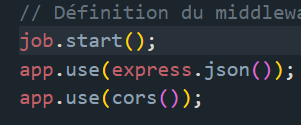 // Définition du middlewa
job.start();
app.use(express.json());
app.use(cors());